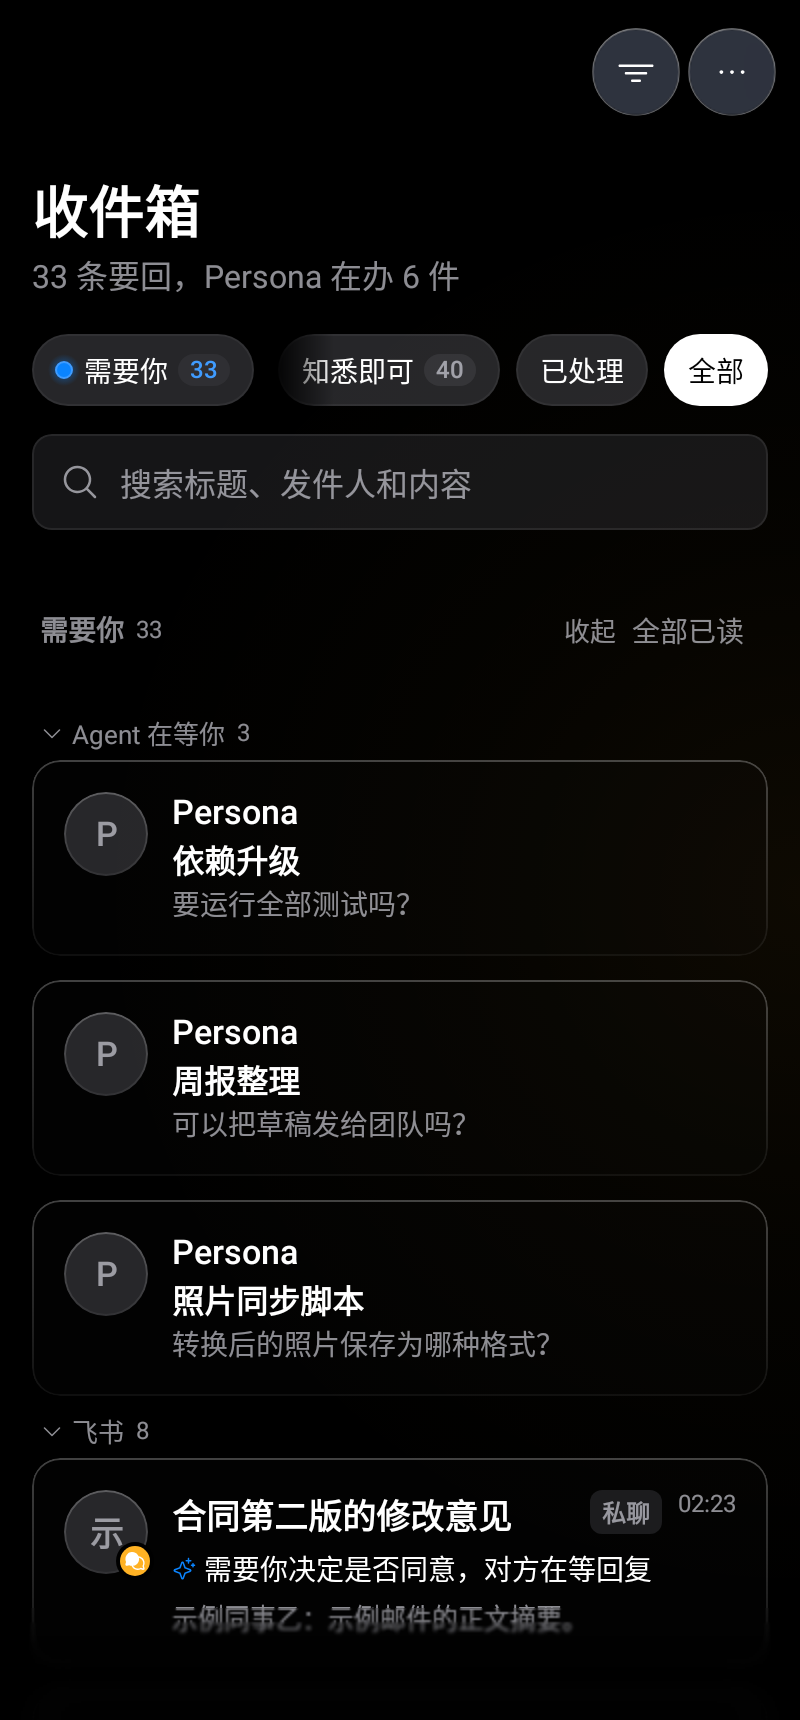 收件箱
33 条要回，Persona 在办 6 件
需要你 33
知悉即可 40
已处理
全部
搜索标题、发件人和内容
需要你 33
收起 全部已读
Agent 在等你 3
P
Persona
依赖升级
要运行全部测试吗？
P
Persona
周报整理
可以把草稿发给团队吗？
P
Persona
照片同步脚本
转换后的照片保存为哪种格式？
飞书 8
示
合同第二版的修改意见
私聊
02:23
需要你决定是否同意，对方在等回复
示例同事乙：示例邮件的正文摘要。